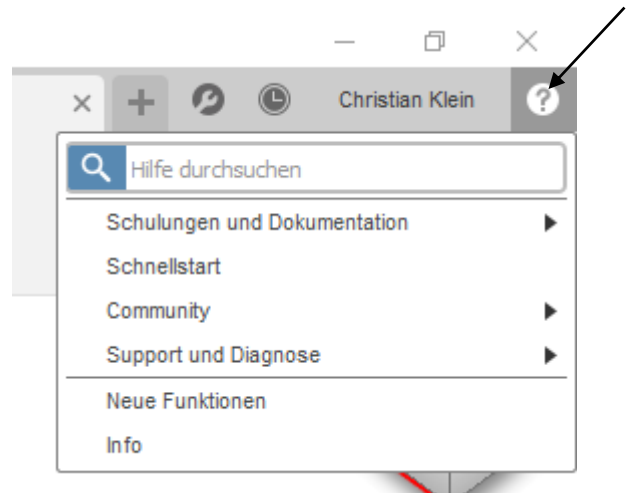 Christian Klein
Hilfe durchsuchen
Schulungen und Dokumentation
Schnellstart
Community
Support und Diagnose
Neue Funktionen
Info